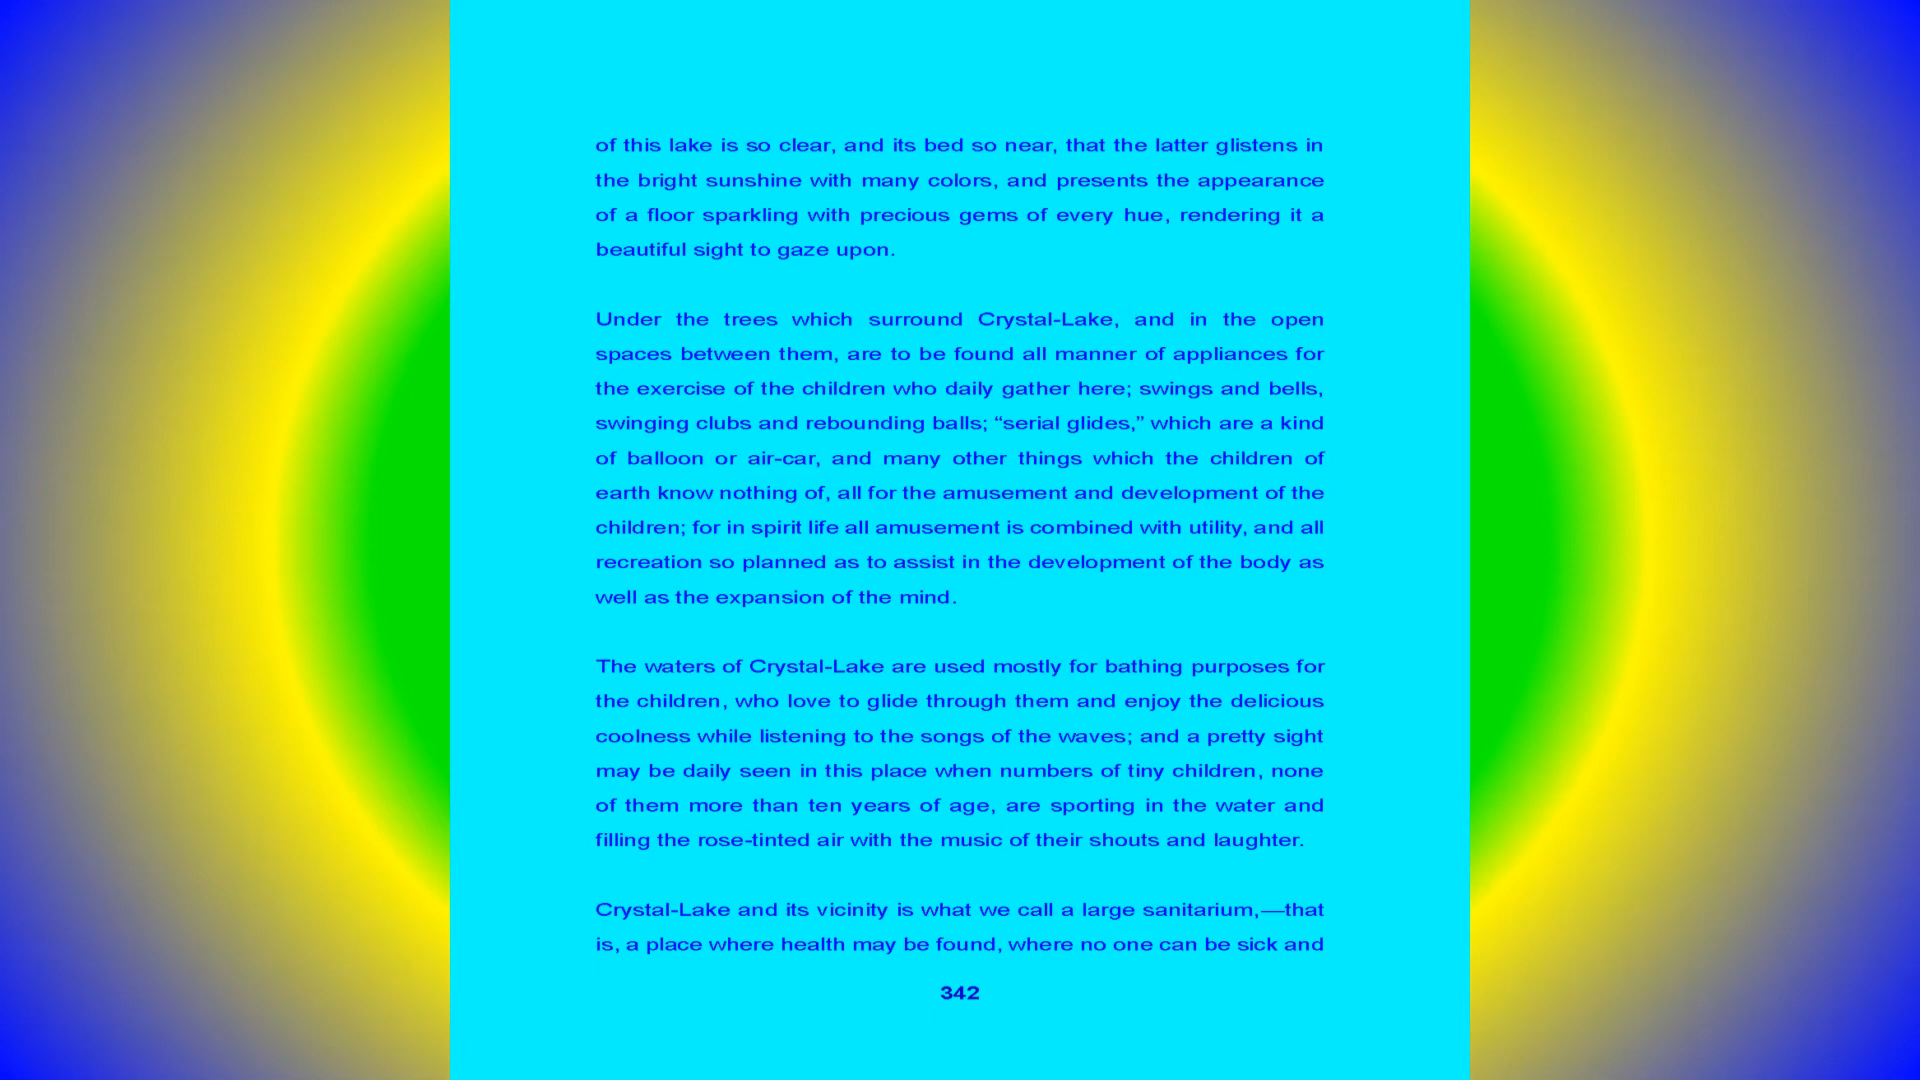 of this lake is so clear, and its bed so near, that the latter glistens in
the bright sunshine with many colors, and presents the appearance
of a floor sparkling with precious gems of every hue, rendering it a
beautiful sight to gaze upon.
Under the trees which surround Crystal-Lake, and in the open
spaces between them, are to be found all manner of appliances for
the exercise of the children who daily gather here; swings and bells,
swinging clubs and rebounding balls; “serial glides,” which are a kind
of balloon or air-car, and many other things which the children of
earth know nothing of, all for the amusement and development of the
children; for in spirit life all amusement is combined with utility, and all
recreation so planned as to assist in the development of the body as
well as the expansion of the mind.
The waters of Crystal-Lake are used mostly for bathing purposes for
the children, who love to glide through them and enjoy the delicious
coolness while listening to the songs of the waves; and a pretty sight
may be daily seen in this place when numbers of tiny children, none
of them more than ten years of age, are sporting in the water and
filling the rose-tinted air with the music of their shouts and laughter.
Crystal-Lake and its vicinity is what we call a large sanitarium,—that
is, a place where health may be found, where no one can be sick and
342